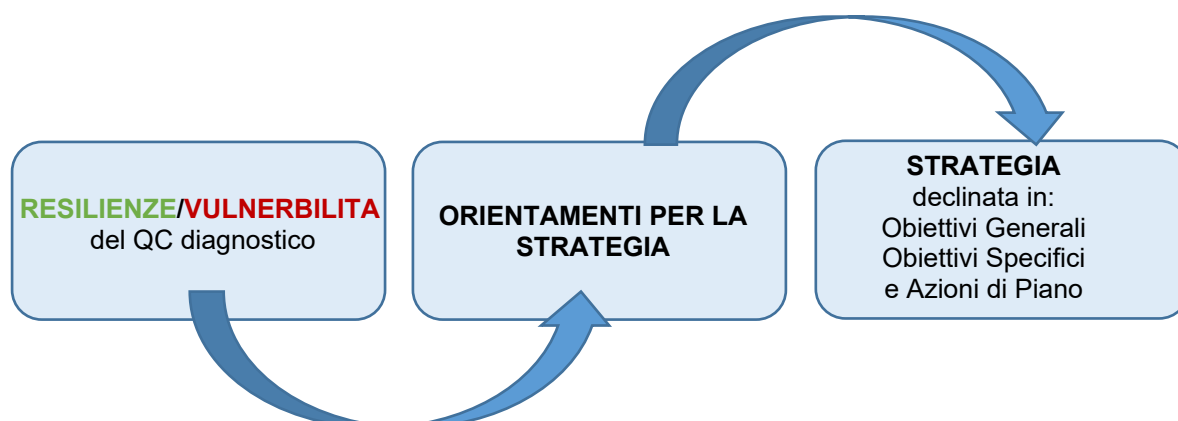 RESILIENZE/VULNERBILITA
del QC diagnostico
ORIENTAMENTI PER LA
STRATEGIA
STRATEGIA
declinata in:
Obiettivi Generali
Obiettivi Specifici
e Azioni di Piano